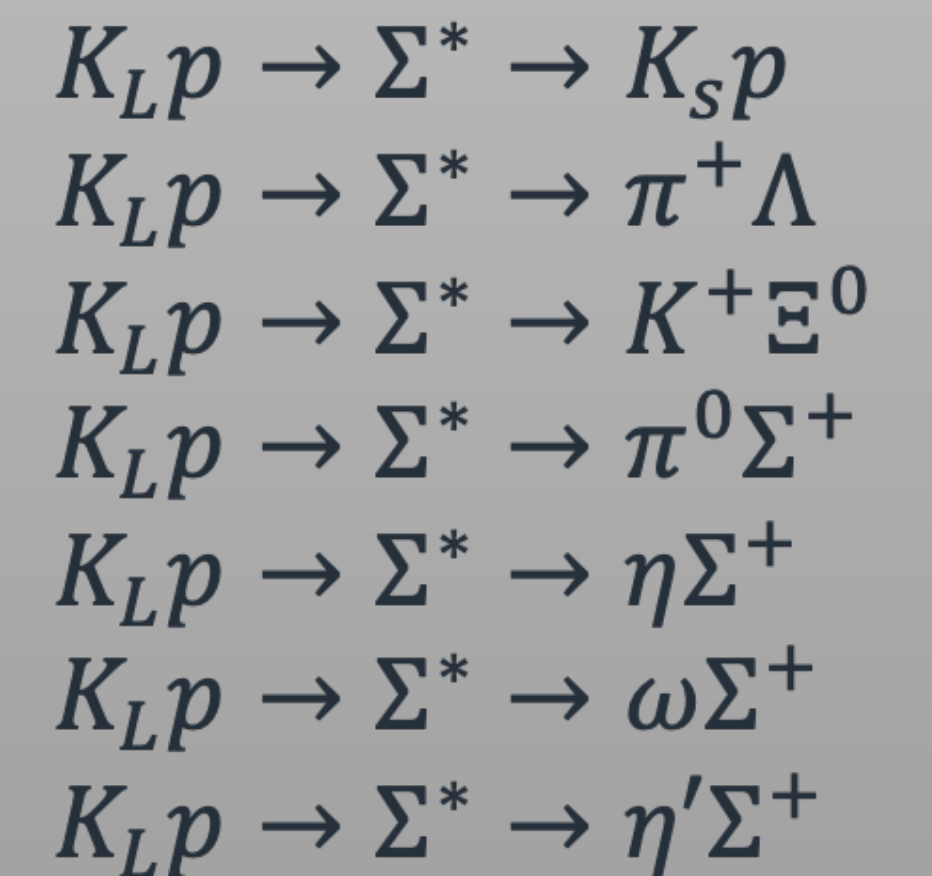 K_L p → Σ* → K_s p
K_L p → Σ* → π⁺Λ
K_L p → Σ* → K⁺Ξ⁰
K_L p → Σ* → π⁰Σ⁺
K_L p → Σ* → ηΣ⁺
K_L p → Σ* → ωΣ⁺
K_L p → Σ* → η′Σ⁺